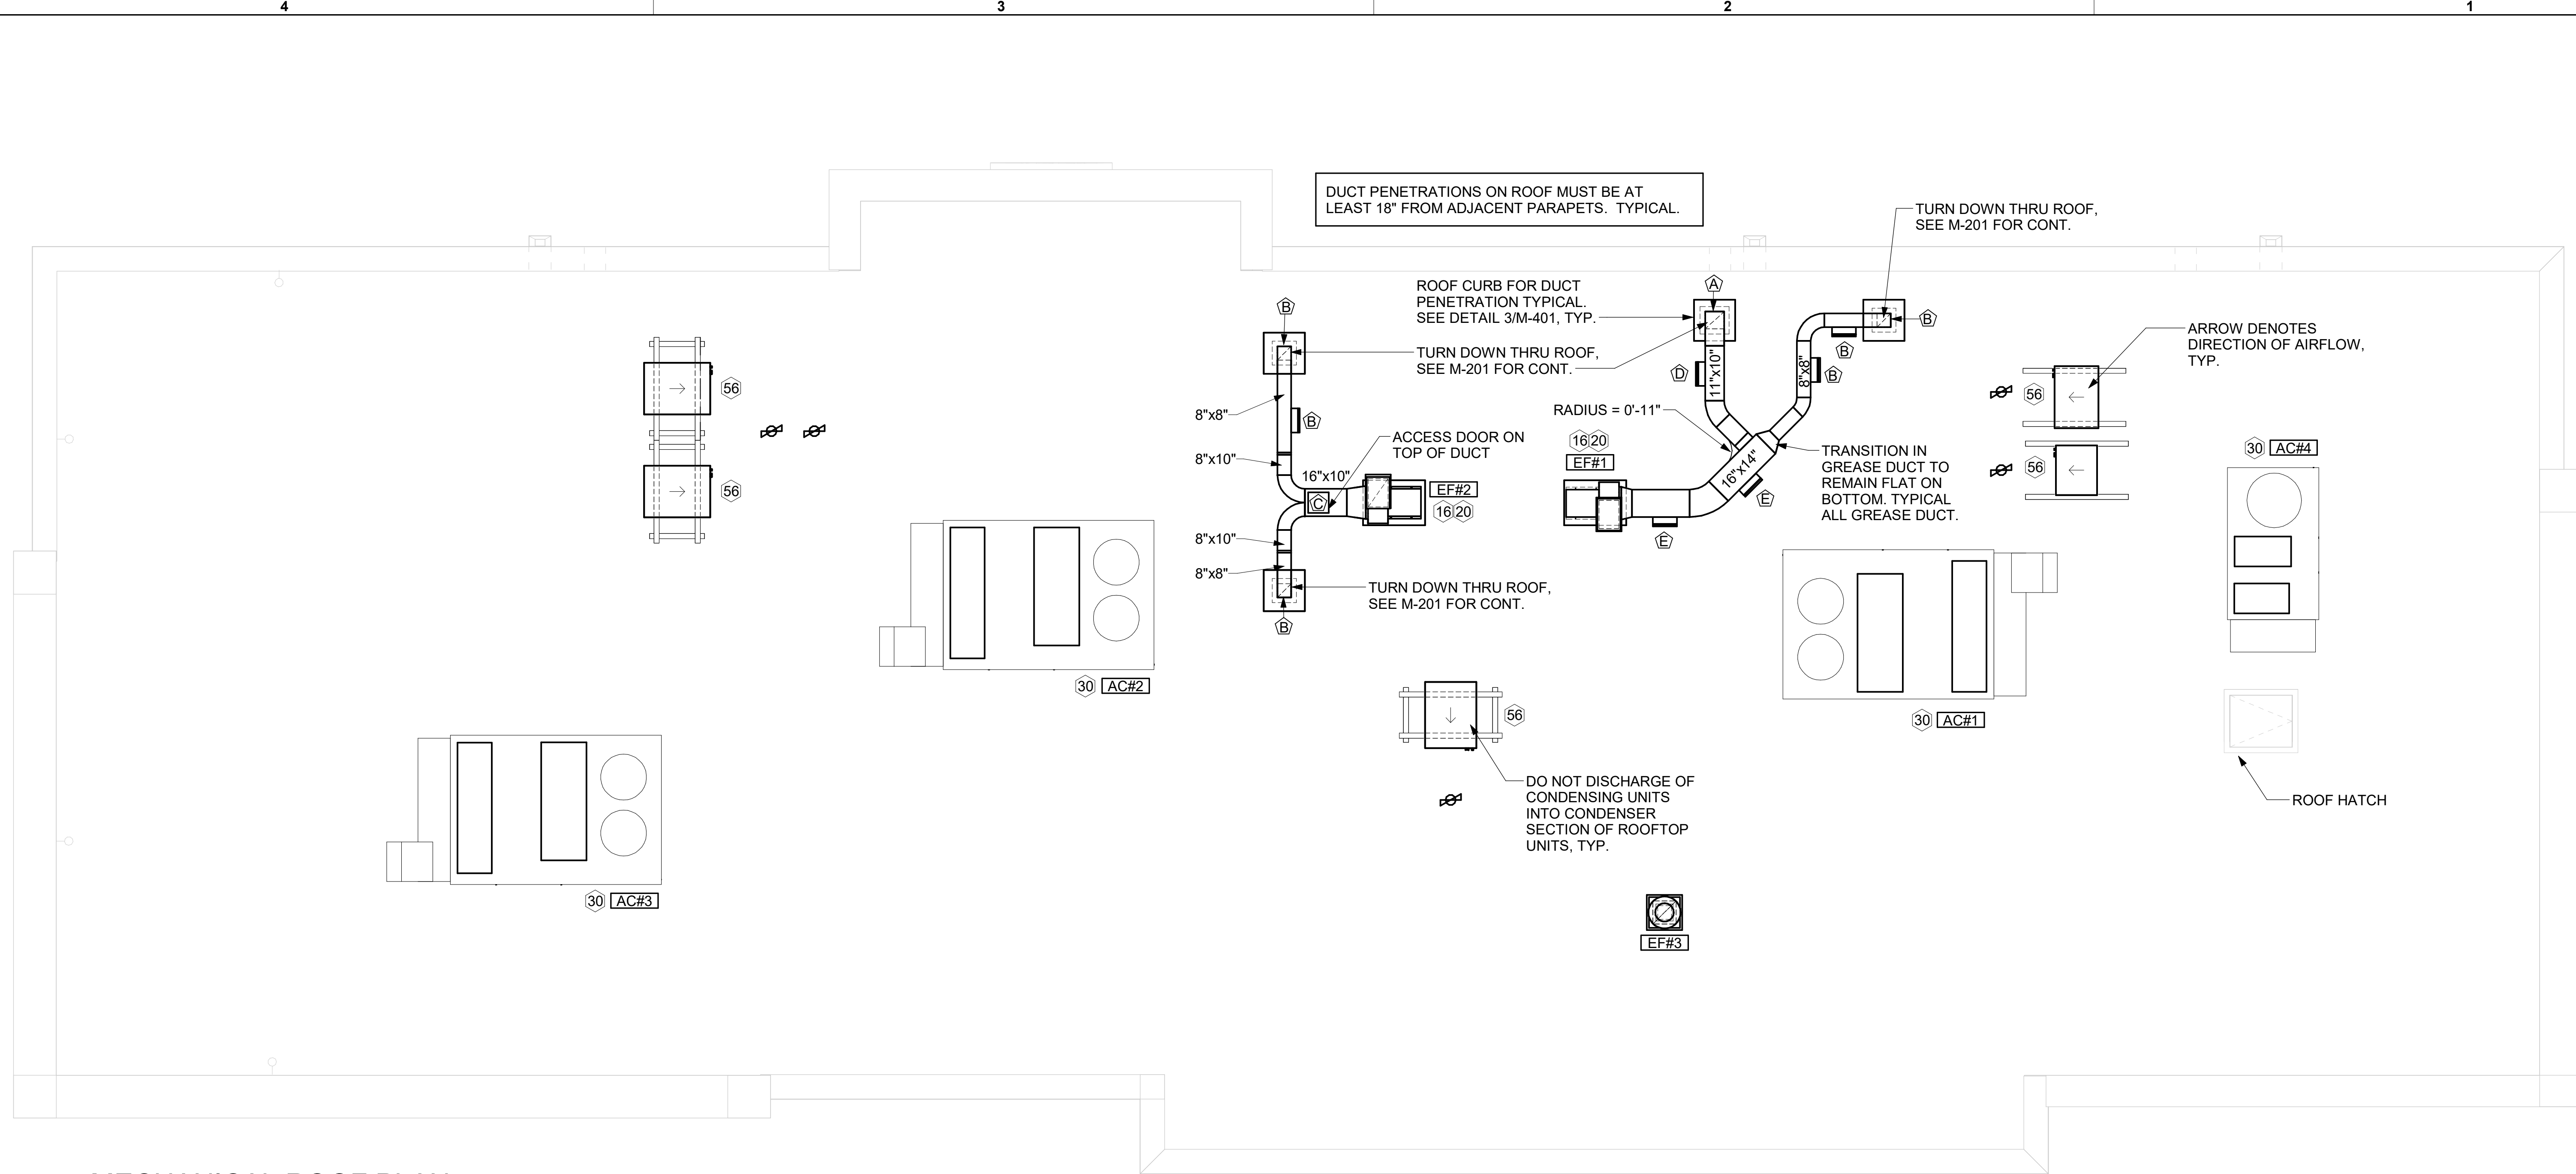 4
3
2
1
DUCT PENETRATIONS ON ROOF MUST BE AT
LEAST 18" FROM ADJACENT PARAPETS. TYPICAL.
TURN DOWN THRU ROOF,
SEE M-201 FOR CONT.
ROOF CURB FOR DUCT
PENETRATION TYPICAL.
SEE DETAIL 3/M-401, TYP.
A
B
B
TURN DOWN THRU ROOF,
SEE M-201 FOR CONT.
D
11"x10"
8"x8"
B
B
ARROW DENOTES
DIRECTION OF AIRFLOW,
TYP.
56
56
56
56
8"x8"
B
RADIUS = 0'-11"
8"x10"
ACCESS DOOR ON
TOP OF DUCT
16"x10"
C
EF#2
16 20
16 20
EF#1
16"x14"
E
E
TRANSITION IN
GREASE DUCT TO
REMAIN FLAT ON
BOTTOM. TYPICAL
ALL GREASE DUCT.
30 AC#4
8"x10"
8"x8"
TURN DOWN THRU ROOF,
SEE M-201 FOR CONT.
B
30 AC#2
56
30 AC#1
DO NOT DISCHARGE OF
CONDENSING UNITS
INTO CONDENSER
SECTION OF ROOFTOP
UNITS, TYP.
ROOF HATCH
30 AC#3
EF#3